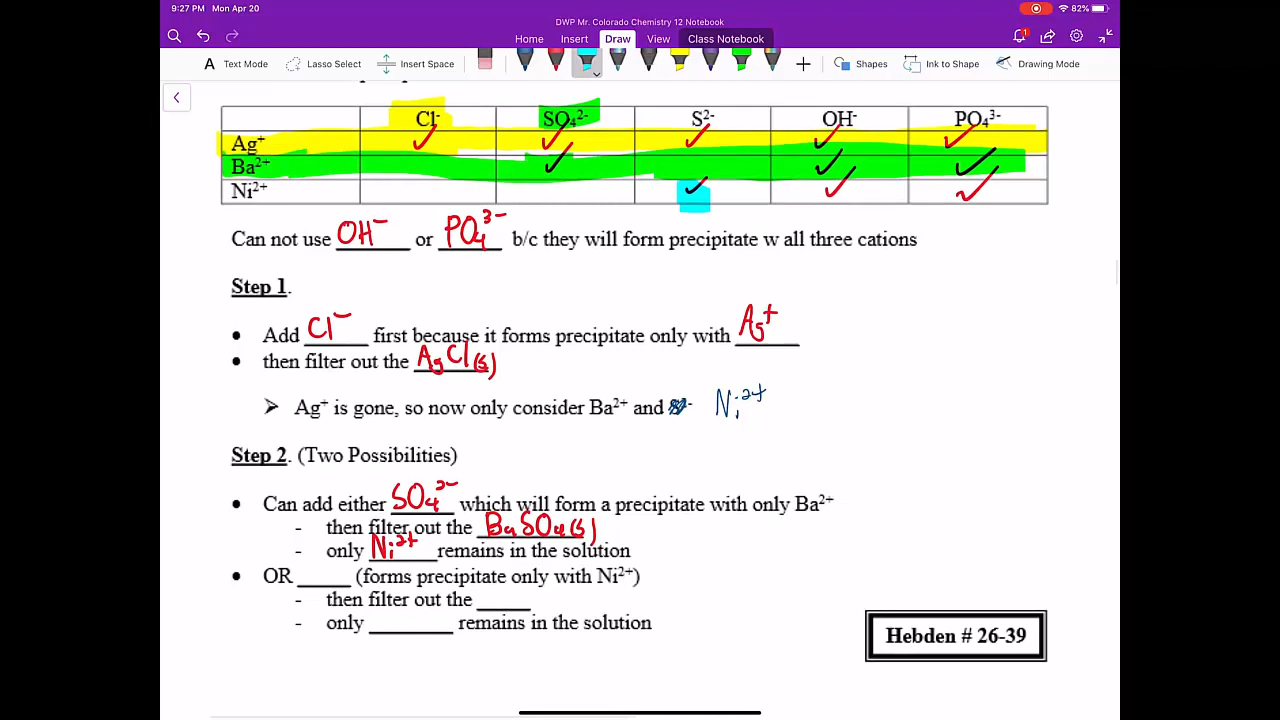 9:27 PM Mon Apr 20
82%
DWP Mr. Colorado Chemistry 12 Notebook
Home Insert Draw View Class Notebook
1
A Text Mode Lasso Select Insert Space Shapes Ink to Shape Drawing Mode
Cl⁻ SO₄²⁻ S²⁻ OH⁻ PO₄³⁻
Ag⁺ ✓ ✓ ✓ ✓ ✓
Ba²⁺ ✓ ✓ ✓
Ni²⁺ ✓ ✓ ✓
Can not use OH⁻ or PO₄³⁻ b/c they will form precipitate w all three cations
Step 1.
• Add Cl⁻ first because it forms precipitate only with Ag⁺
• then filter out the AgCl(s)
➢ Ag⁺ is gone, so now only consider Ba²⁺ and Ni²⁺
Step 2. (Two Possibilities)
• Can add either SO₄²⁻ which will form a precipitate with only Ba²⁺
- then filter out the BaSO₄(s)
- only Ni²⁺ remains in the solution
• OR _____ (forms precipitate only with Ni²⁺)
- then filter out the _____
- only ________ remains in the solution
Hebden # 26-39